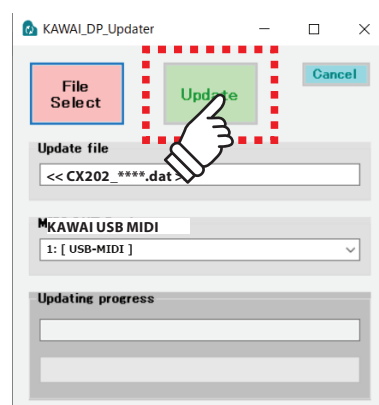 KAWAI_DP_Updater
File
Select
Update
Cancel
Update file
<< CX202_****.dat >
KAWAI USB MIDI
1: [ USB-MIDI ]
Updating progress